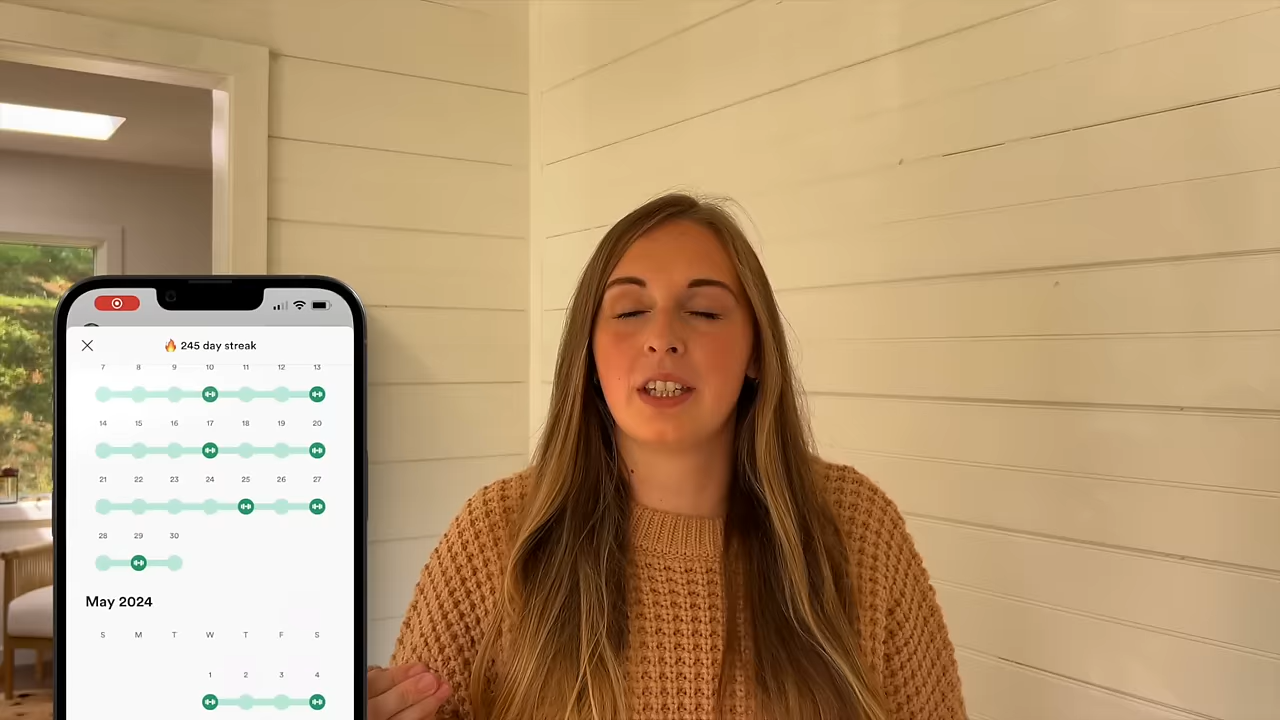 🔥 245 day streak
7 8 9 10 11 12 13
14 15 16 17 18 19 20
21 22 23 24 25 26 27
28 29 30
May 2024
S M T W T F S
1 2 3 4